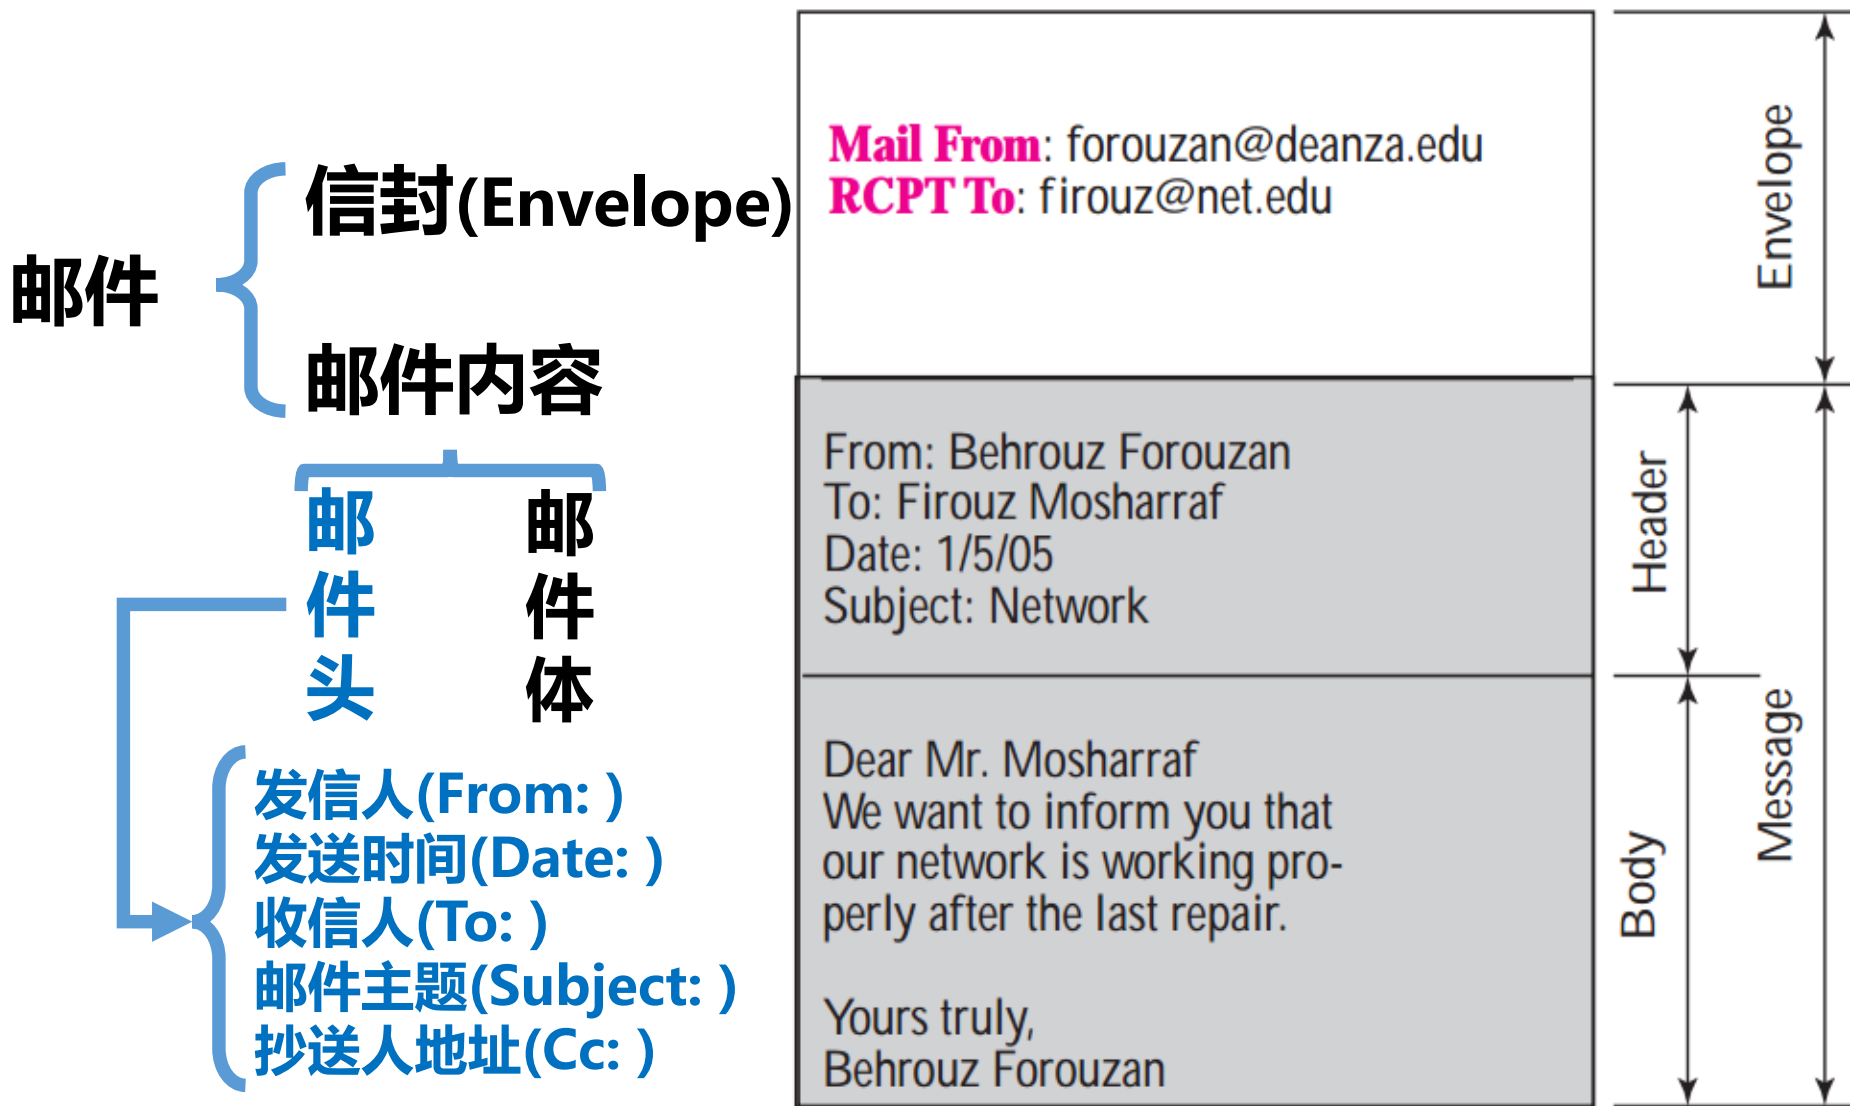 邮件
信封(Envelope)
邮件内容
邮件头
邮件体
发信人(From: )
发送时间(Date: )
收信人(To: )
邮件主题(Subject: )
抄送人地址(Cc: )
Mail From: forouzan@deanza.edu
RCPT To: firouz@net.edu
From: Behrouz Forouzan
To: Firouz Mosharraf
Date: 1/5/05
Subject: Network
Dear Mr. Mosharraf
We want to inform you that
our network is working pro-
perly after the last repair.
Yours truly,
Behrouz Forouzan
Envelope
Header
Message
Body